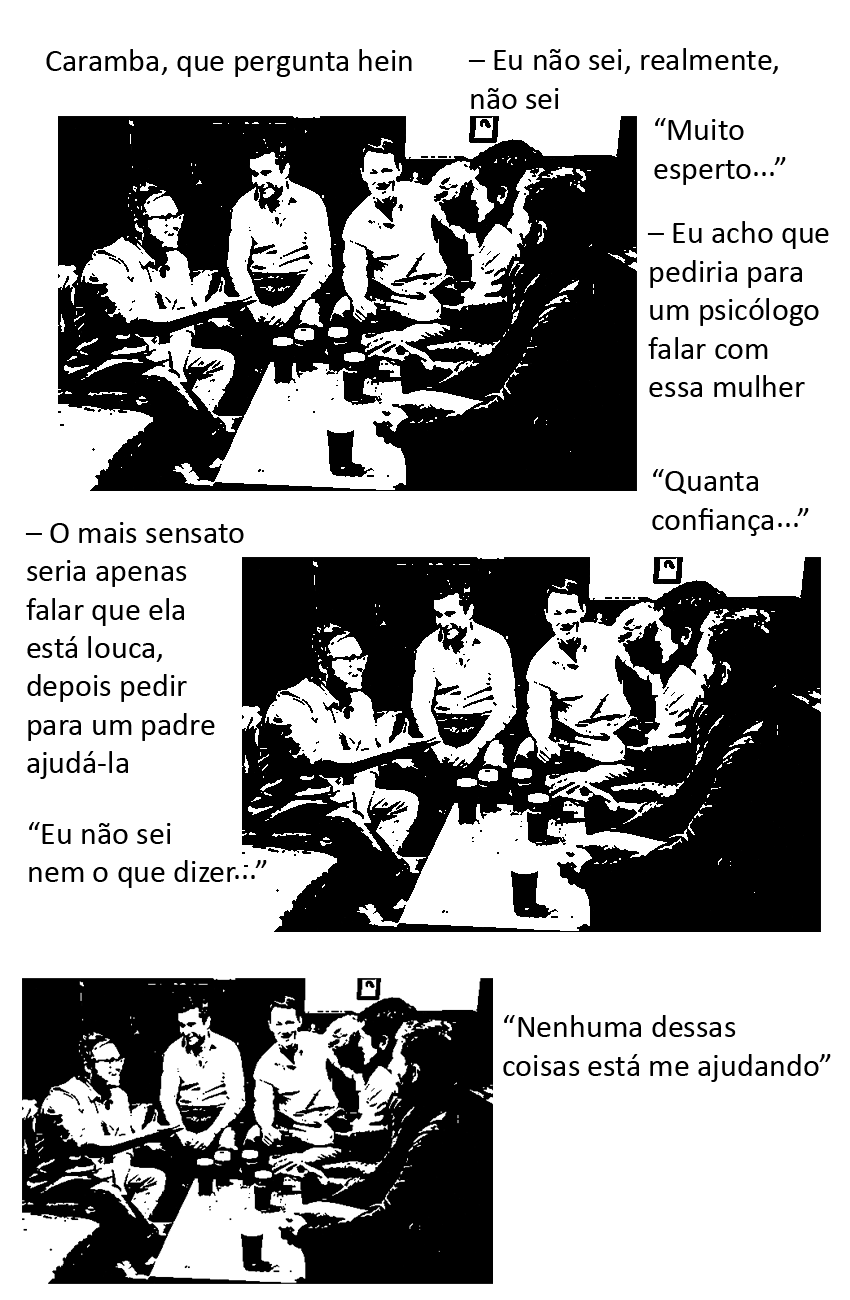 Caramba, que pergunta hein
– Eu não sei, realmente,
não sei
“Muito
esperto...”
– Eu acho que
pediria para
um psicólogo
falar com
essa mulher
“Quanta
confiança...”
– O mais sensato
seria apenas
falar que ela
está louca,
depois pedir
para um padre
ajudá-la
“Eu não sei
nem o que dizer...”
“Nenhuma dessas
coisas está me ajudando”